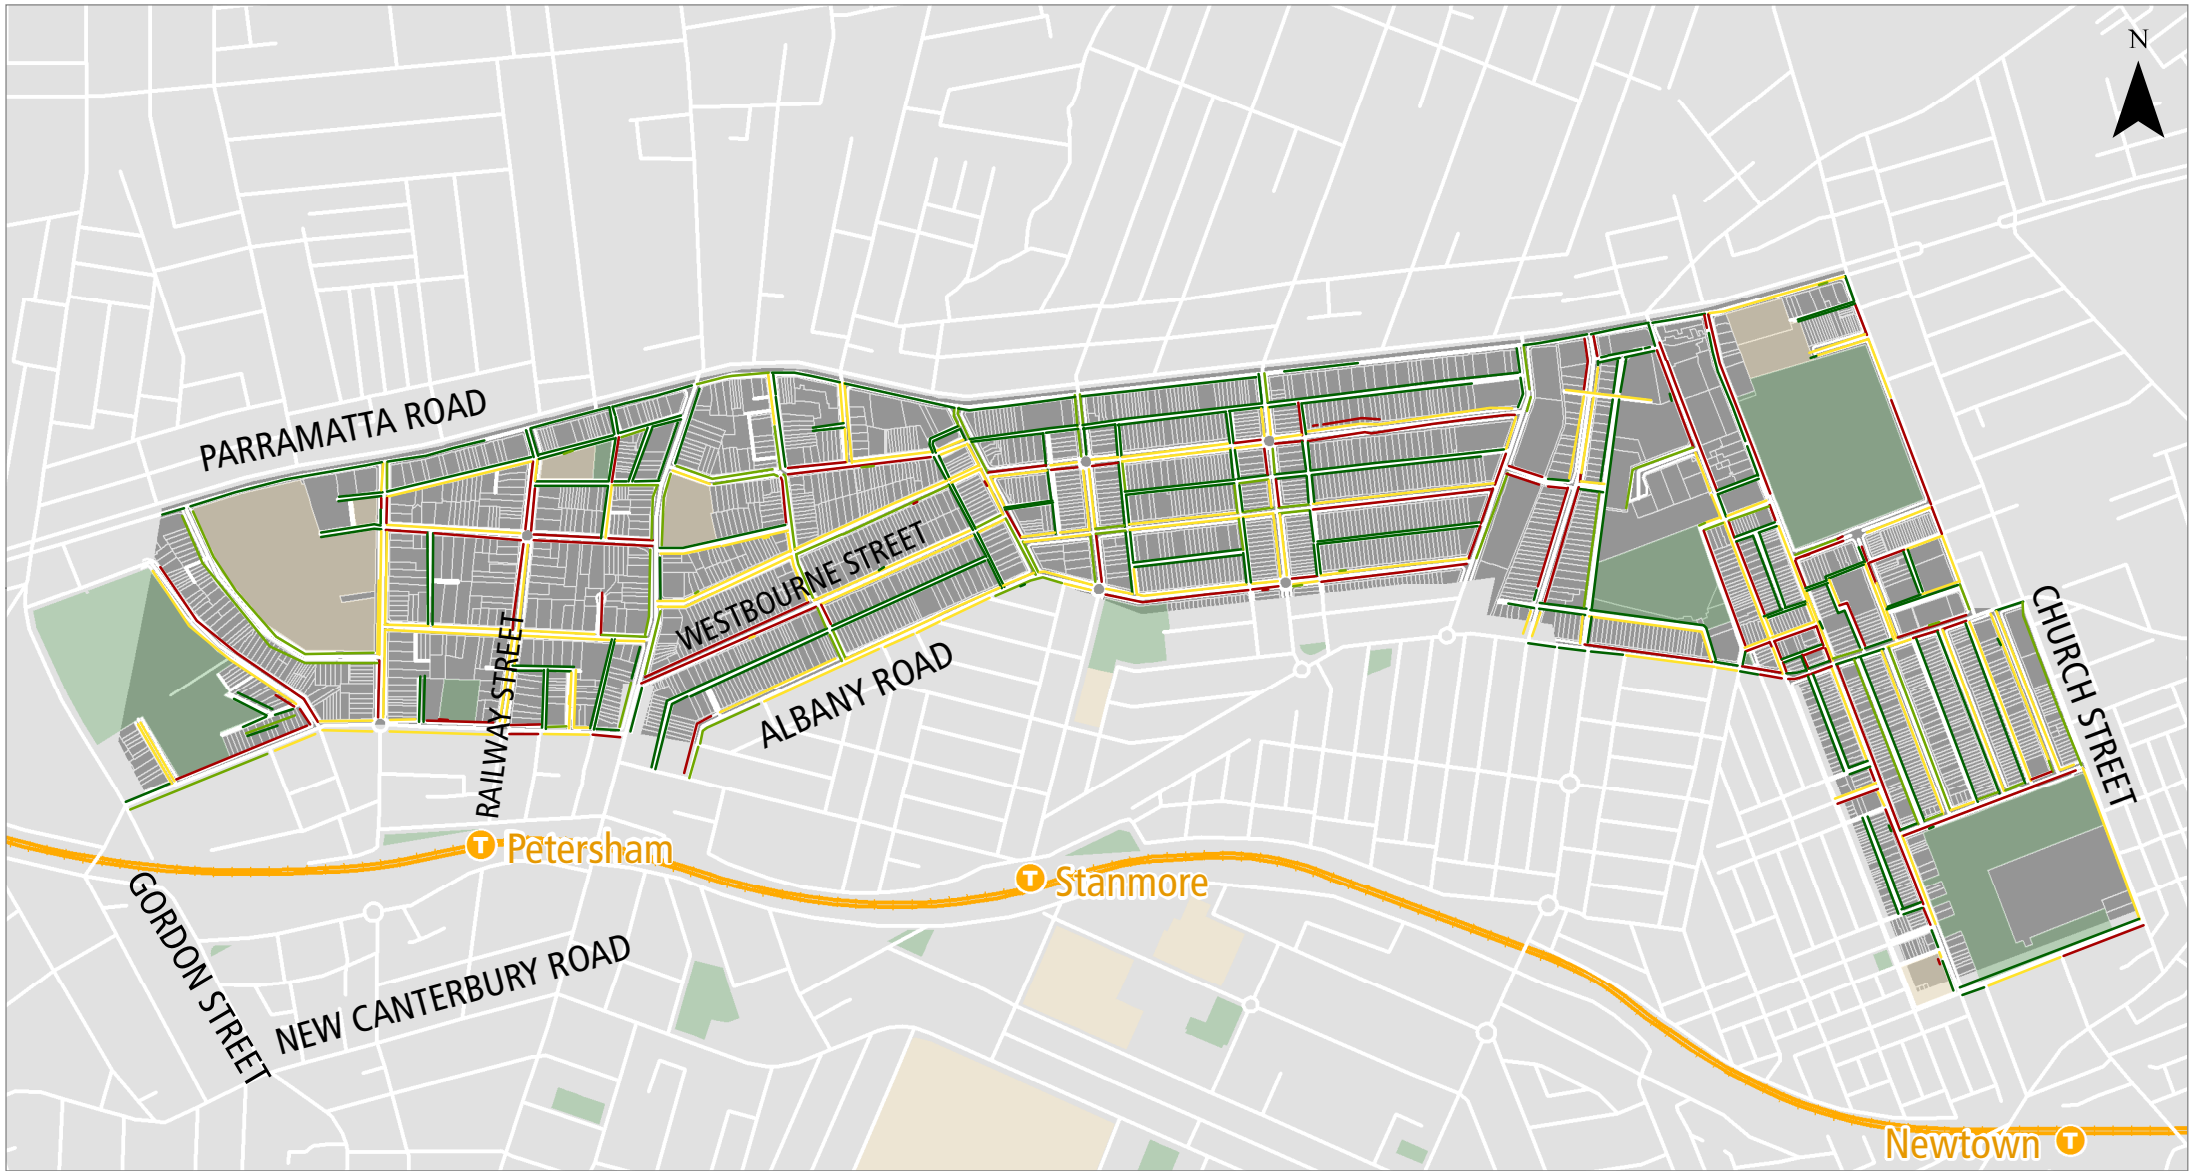 N
PARRAMATTA ROAD
WESTBOURNE STREET
CHURCH STREET
RAILWAY STREET
ALBANY ROAD
T Petersham
T Stanmore
GORDON STREET
NEW CANTERBURY ROAD
Newtown T